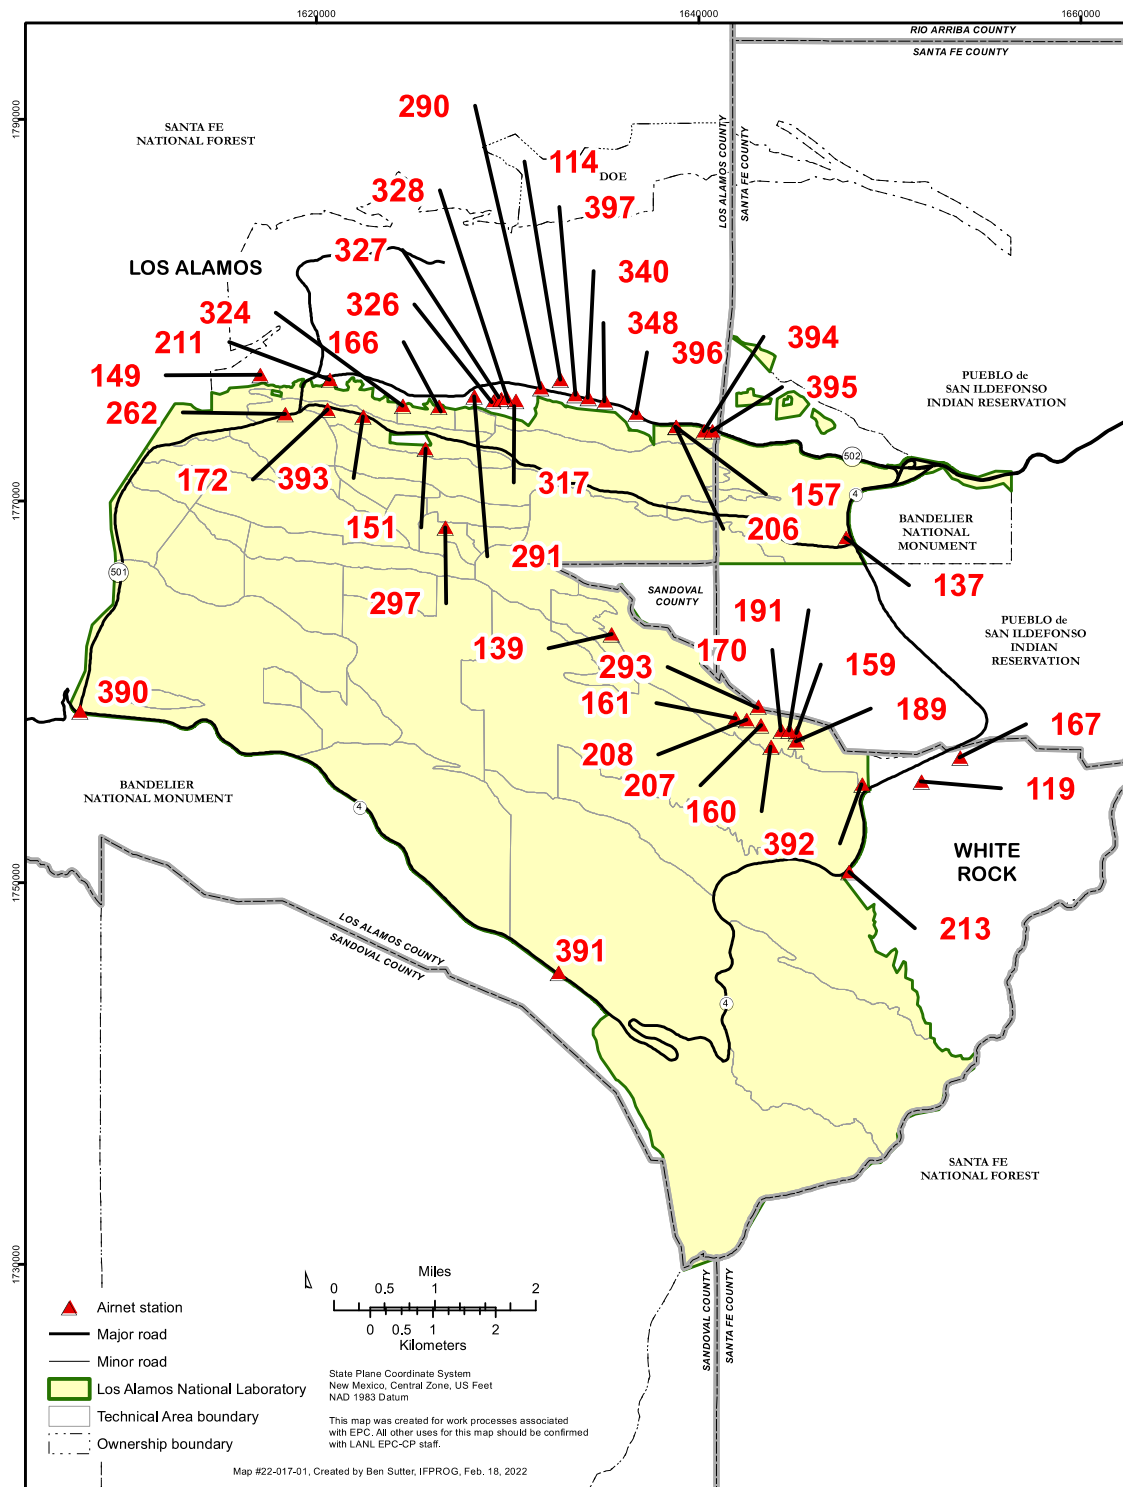 1620000
1640000
1660000
RIO ARRIBA COUNTY
SANTA FE COUNTY
1790000
1770000
1750000
1730000
SANTA FE
NATIONAL FOREST
290
114
DOE
328
397
LOS ALAMOS COUNTY
SANTA FE COUNTY
327
LOS ALAMOS
340
324
326
211
166
348
396
394
149
395
262
PUEBLO de
SAN ILDEFONSO
INDIAN RESERVATION
502
172
393
317
157
4
151
206
BANDELIER
NATIONAL
MONUMENT
291
501
137
297
SANDOVAL
COUNTY
191
139
170
293
PUEBLO de
SAN ILDEFONSO
INDIAN
RESERVATION
159
390
161
189
167
208
207
119
BANDELIER
NATIONAL MONUMENT
4
160
392
WHITE
ROCK
213
LOS ALAMOS COUNTY
SANDOVAL COUNTY
391
4
SANTA FE
NATIONAL FOREST
SANDOVAL COUNTY
SANTA FE COUNTY
Miles
0 0.5 1 2
0 0.5 1 2
Kilometers
Airnet station
Major road
Minor road
Los Alamos National Laboratory
Technical Area boundary
Ownership boundary
State Plane Coordinate System
New Mexico, Central Zone, US Feet
NAD 1983 Datum
This map was created for work processes associated
with EPC. All other uses for this map should be confirmed
with LANL EPC-CP staff.
Map #22-017-01, Created by Ben Sutter, IFPROG, Feb. 18, 2022